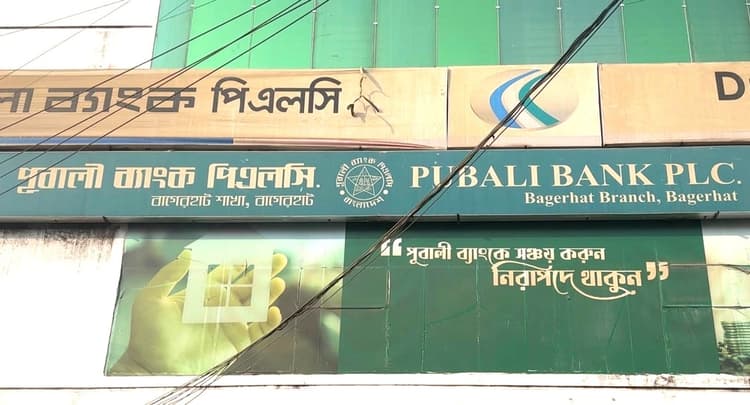 ব্যাংক পিএলসি.
D
পূবালী ব্যাংক পিএলসি.
বাগেরহাট শাখা, বাগেরহাট
পূবালী ব্যাংক
বাংলাদেশ
PUBALI BANK PLC.
Bagerhat Branch, Bagerhat
“পূবালী ব্যাংকে সঞ্চয় করুন
নিরাপদে থাকুন”